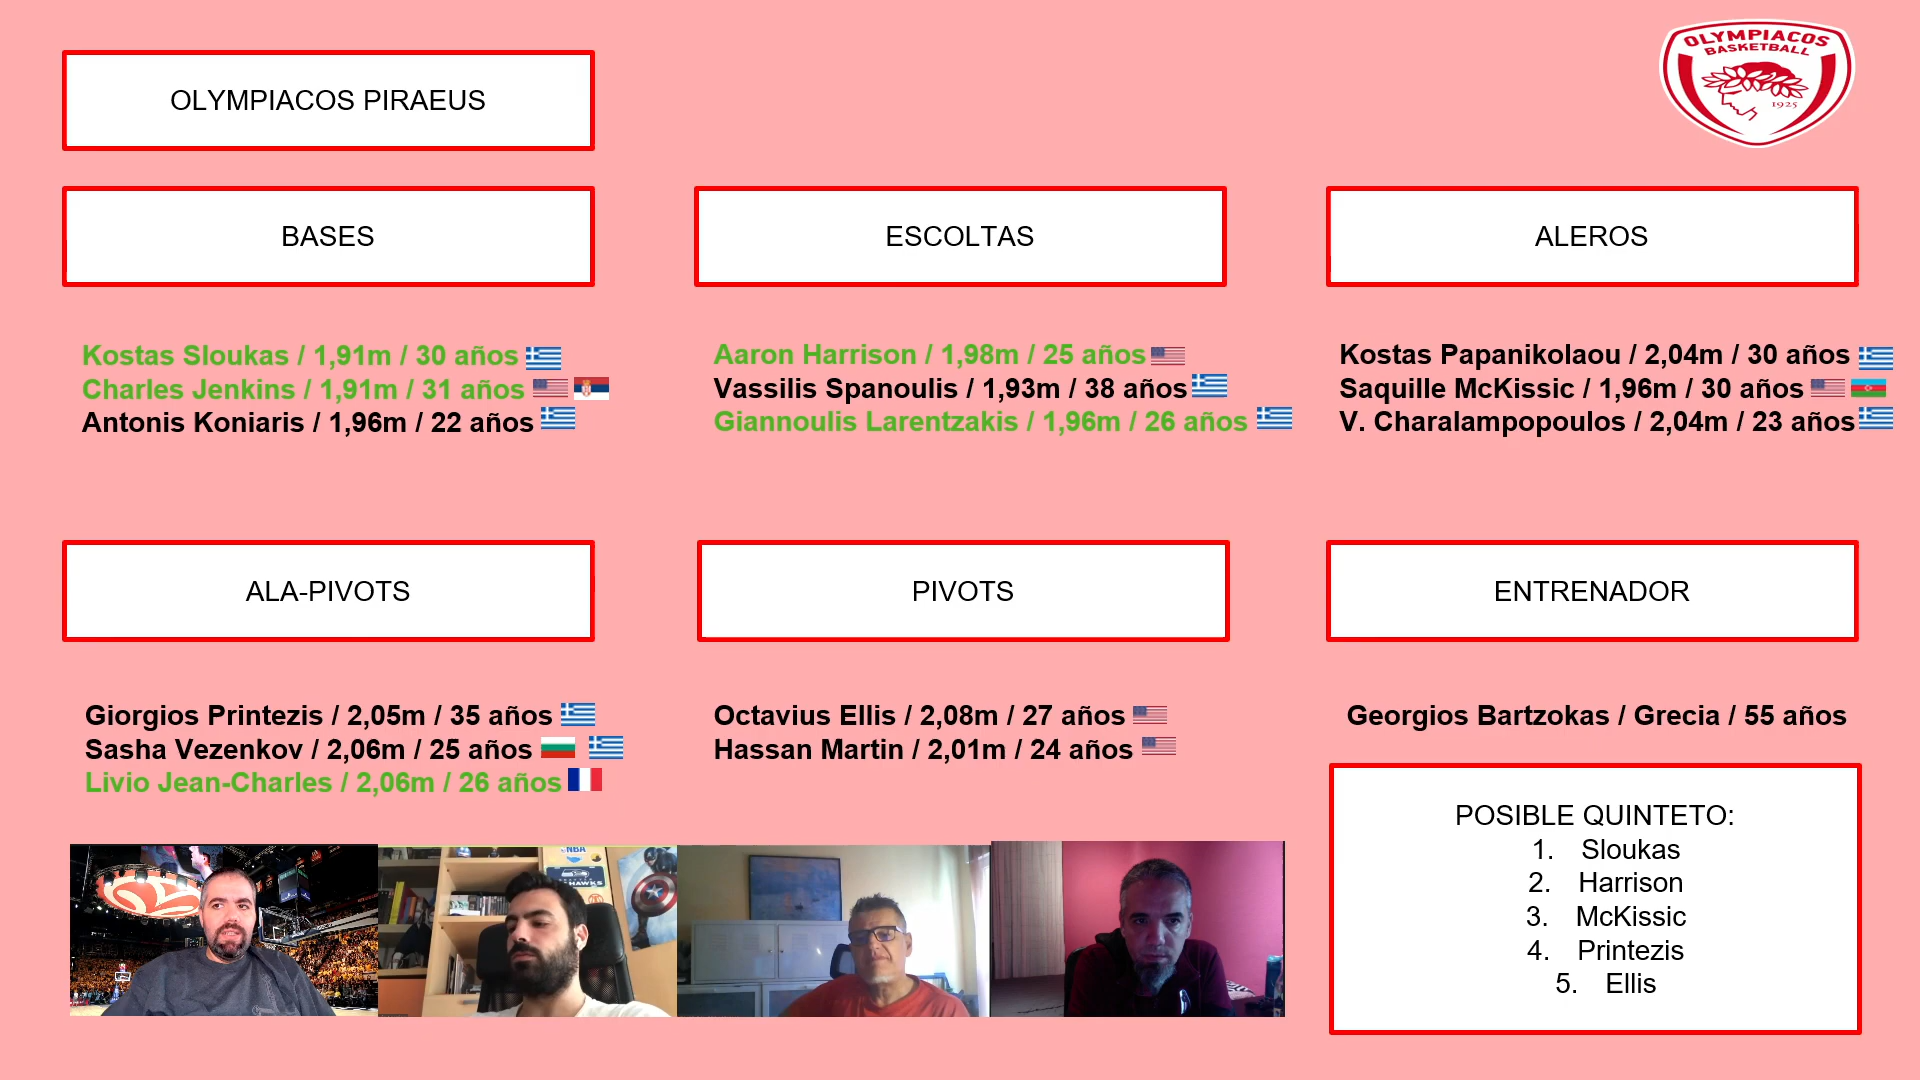 OLYMPIACOS PIRAEUS
OLYMPIACOS
BASKETBALL
1925
BASES
Kostas Sloukas / 1,91m / 30 años
Charles Jenkins / 1,91m / 31 años
Antonis Koniaris / 1,96m / 22 años
ESCOLTAS
Aaron Harrison / 1,98m / 25 años
Vassilis Spanoulis / 1,93m / 38 años
Giannoulis Larentzakis / 1,96m / 26 años
ALEROS
Kostas Papanikolaou / 2,04m / 30 años
Saquille McKissic / 1,96m / 30 años
V. Charalampopoulos / 2,04m / 23 años
ALA-PIVOTS
Giorgios Printezis / 2,05m / 35 años
Sasha Vezenkov / 2,06m / 25 años
Livio Jean-Charles / 2,06m / 26 años
PIVOTS
Octavius Ellis / 2,08m / 27 años
Hassan Martin / 2,01m / 24 años
ENTRENADOR
Georgios Bartzokas / Grecia / 55 años
POSIBLE QUINTETO:
1. Sloukas
2. Harrison
3. McKissic
4. Printezis
5. Ellis
NBA